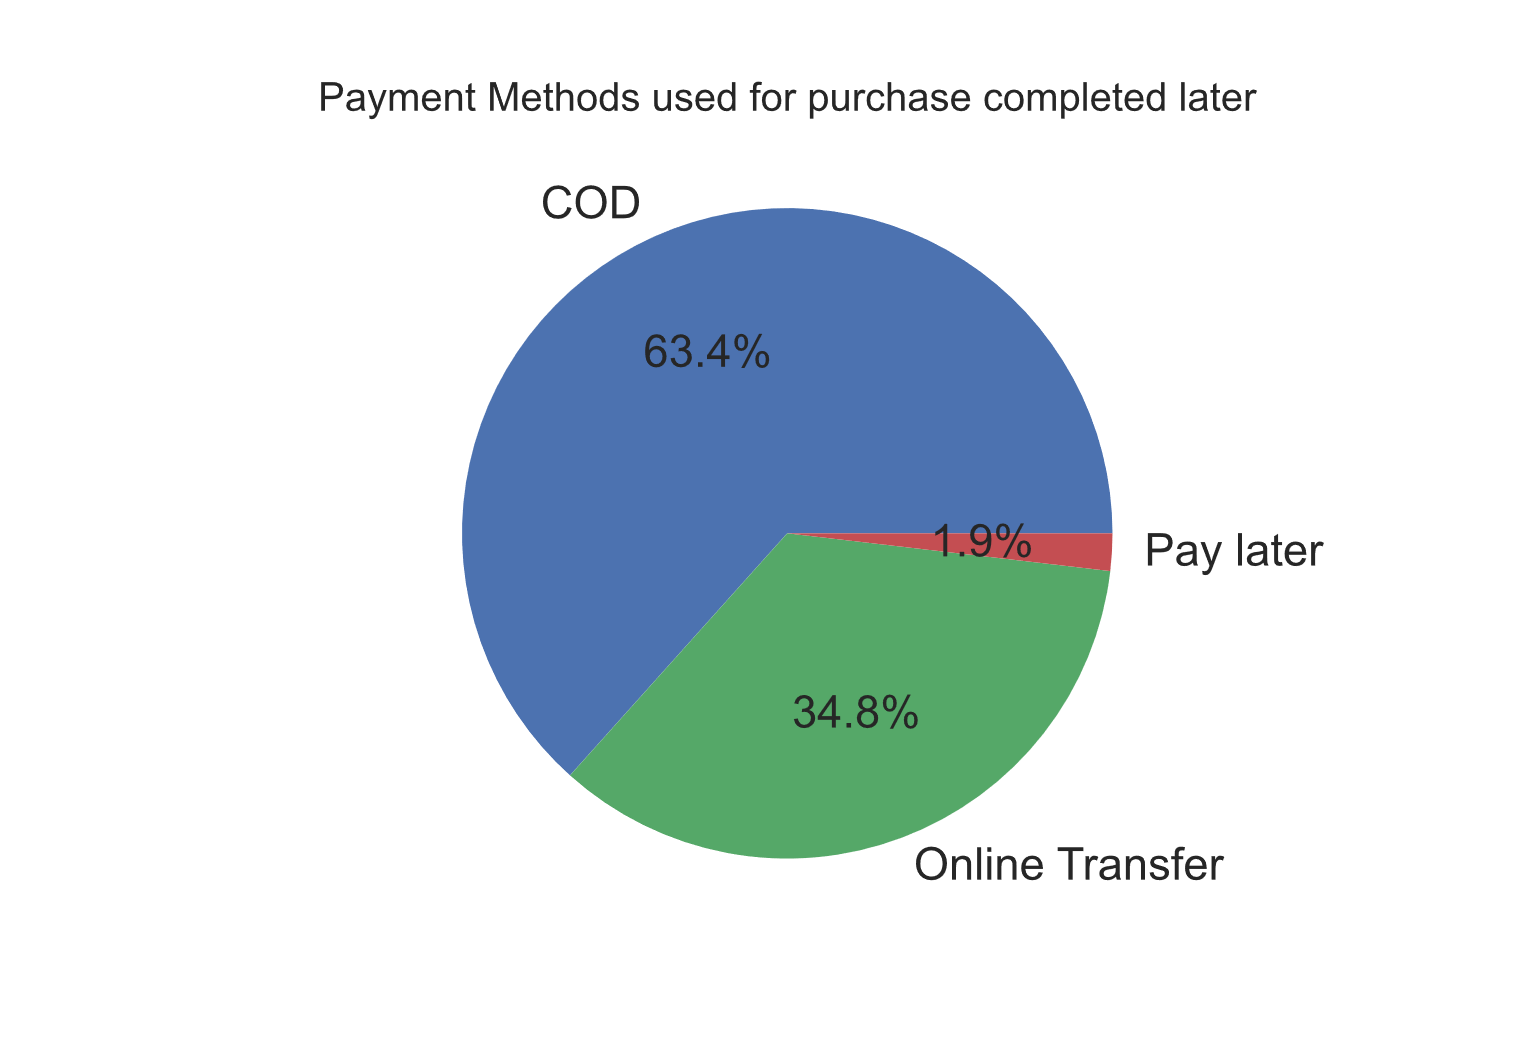 Payment Methods used for purchase completed later
COD
63.4%
1.9%
Pay later
34.8%
Online Transfer